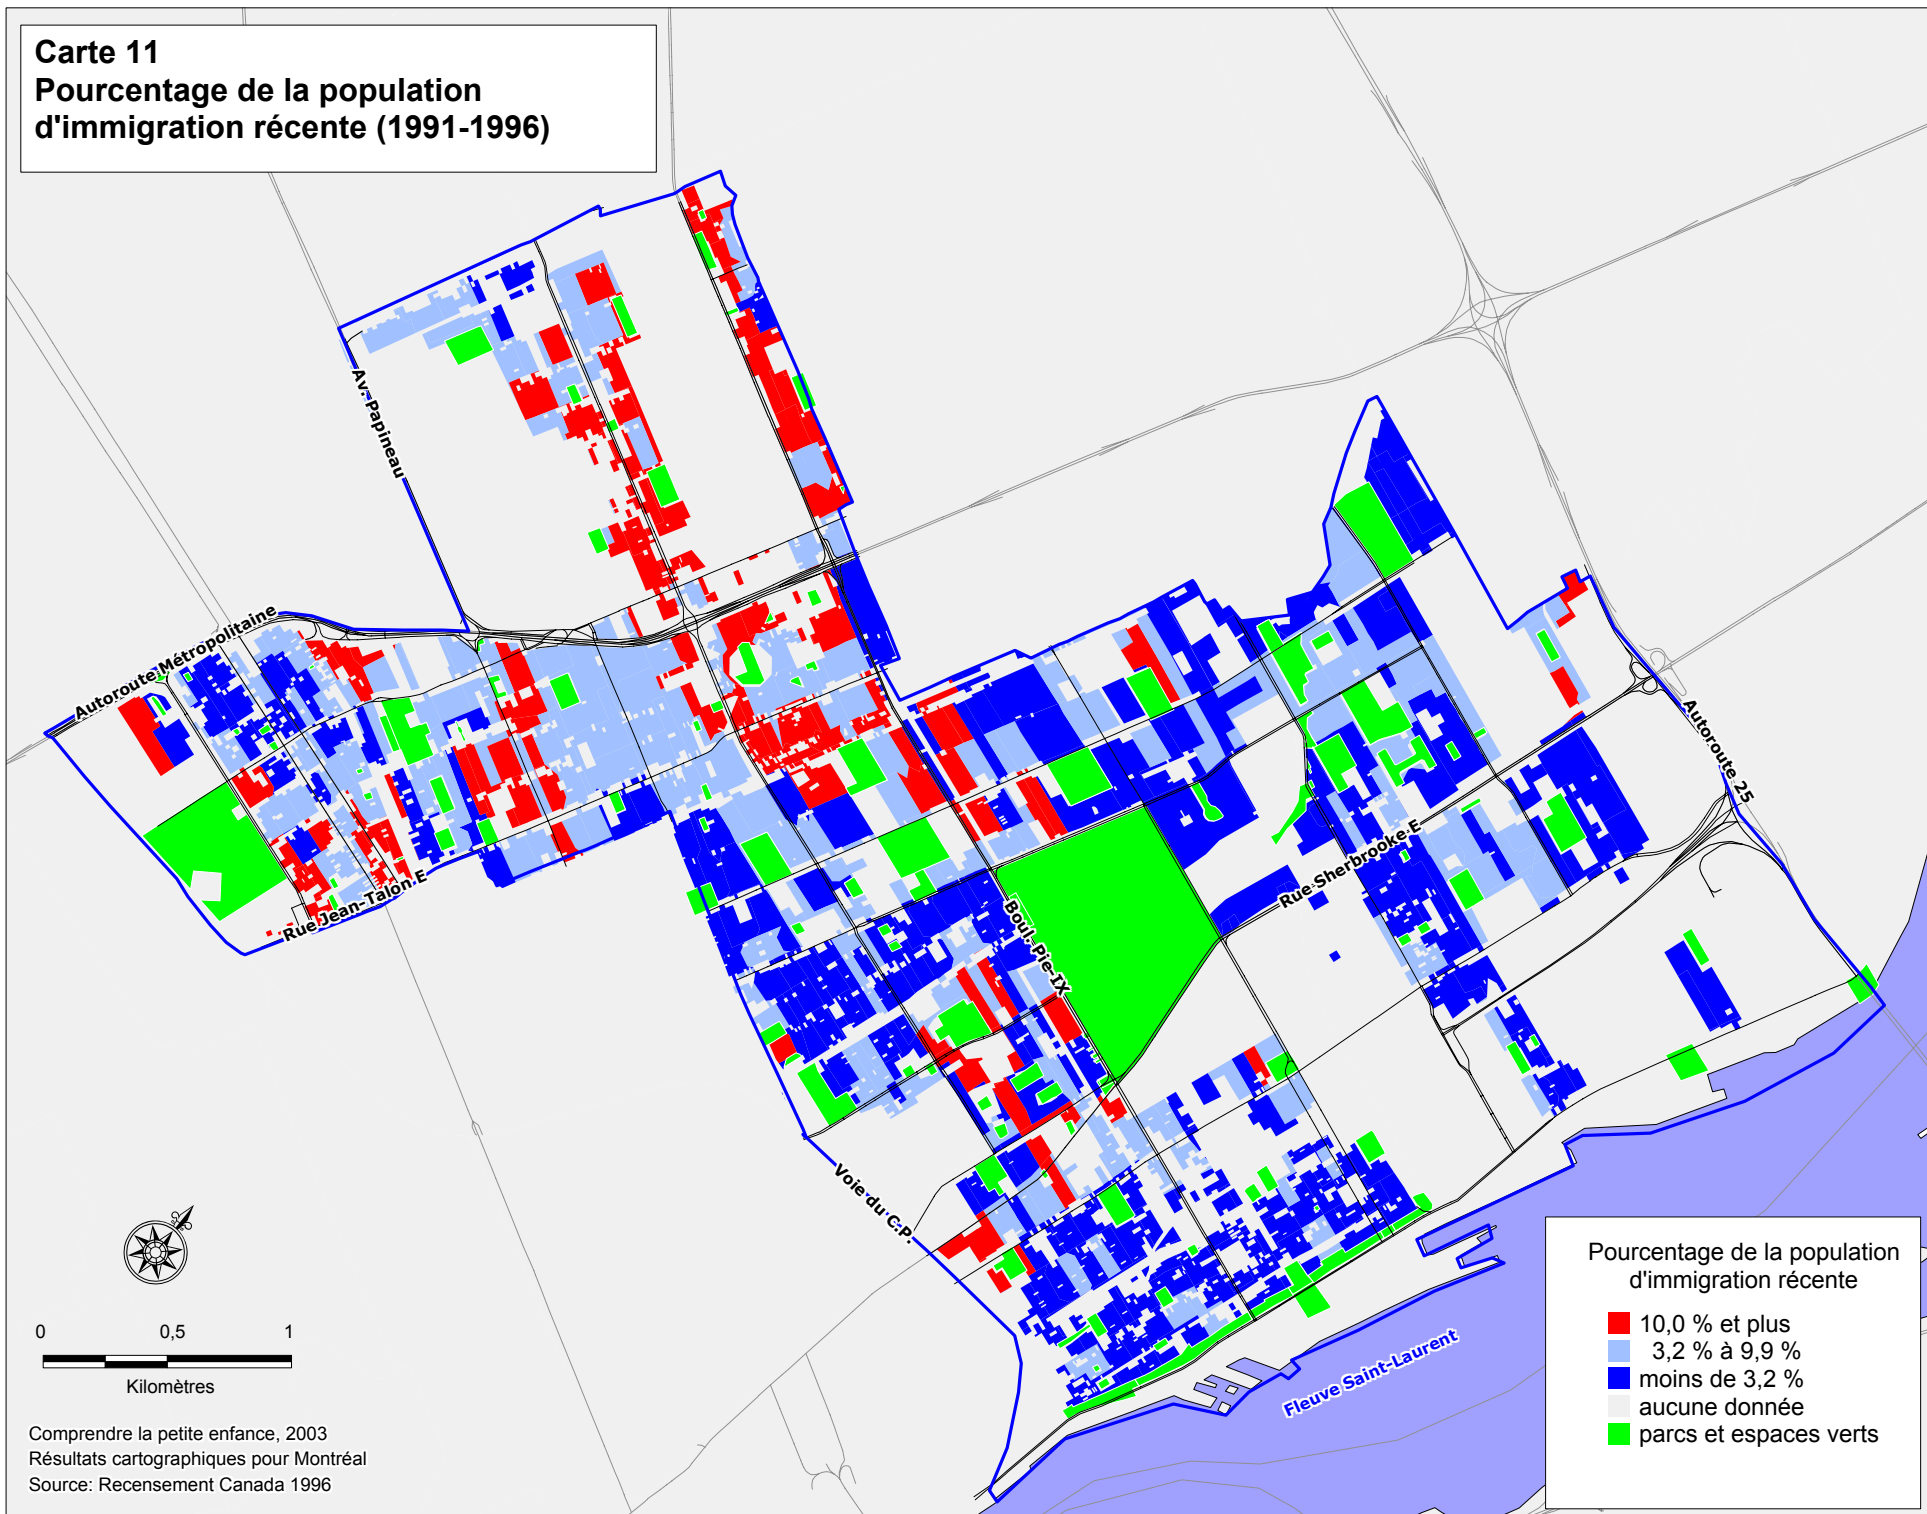 Carte 11
Pourcentage de la population
d'immigration récente (1991-1996)
Av. Papineau
Autoroute Métropolitaine
Autoroute 25
Rue Sherbrooke E
Rue Jean-Talon E
Boul. Pie-IX
Voie du C.P.
Fleuve Saint-Laurent
0 0,5 1
Kilomètres
Comprendre la petite enfance, 2003
Résultats cartographiques pour Montréal
Source: Recensement Canada 1996
Pourcentage de la population
d'immigration récente
10,0 % et plus
3,2 % à 9,9 %
moins de 3,2 %
aucune donnée
parcs et espaces verts